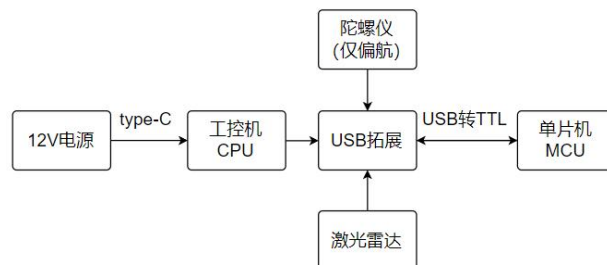 陀螺仪
(仅偏航)
12V电源
type-C
工控机
CPU
USB拓展
USB转TTL
单片机
MCU
激光雷达